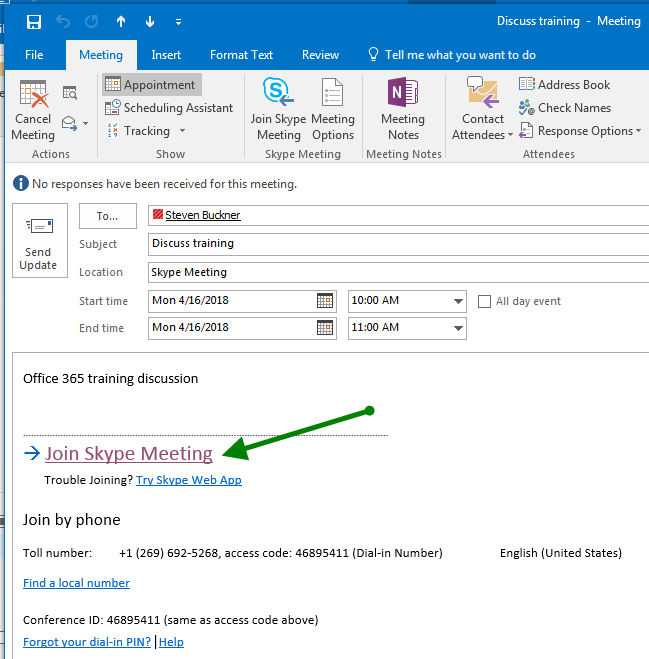 Discuss training - Meeting
File Meeting Insert Format Text Review Tell me what you want to do
Cancel Meeting
Actions
Appointment
Scheduling Assistant
Tracking
Show
Join Skype Meeting
Meeting Options
Skype Meeting
Meeting Notes
Meeting Notes
Contact Attendees
Address Book
Check Names
Response Options
Attendees
No responses have been received for this meeting.
Send Update
To... Steven Buckner
Subject Discuss training
Location Skype Meeting
Start time Mon 4/16/2018 10:00 AM All day event
End time Mon 4/16/2018 11:00 AM
Office 365 training discussion
Join Skype Meeting
Trouble Joining? Try Skype Web App
Join by phone
Toll number: +1 (269) 692-5268, access code: 46895411 (Dial-in Number) English (United States)
Find a local number
Conference ID: 46895411 (same as access code above)
Forgot your dial-in PIN? | Help